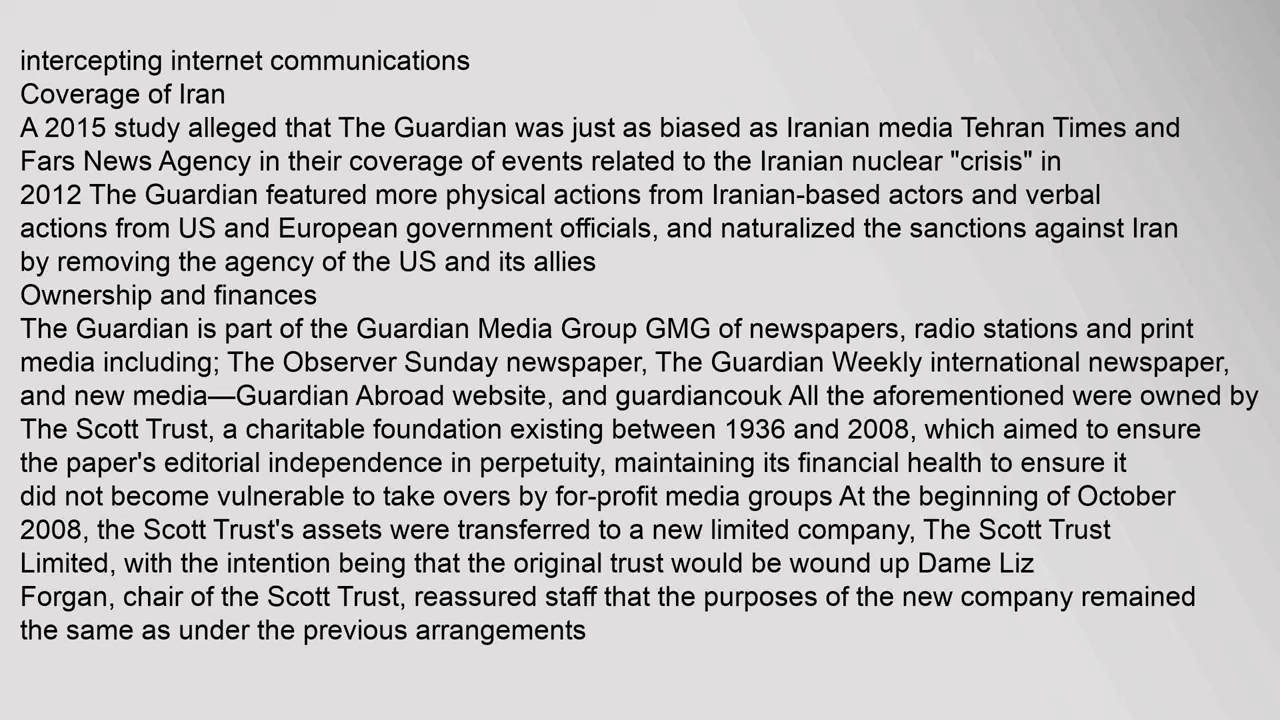 intercepting internet communications
Coverage of Iran
A 2015 study alleged that The Guardian was just as biased as Iranian media Tehran Times and
Fars News Agency in their coverage of events related to the Iranian nuclear "crisis" in
2012 The Guardian featured more physical actions from Iranian-based actors and verbal
actions from US and European government officials, and naturalized the sanctions against Iran
by removing the agency of the US and its allies
Ownership and finances
The Guardian is part of the Guardian Media Group GMG of newspapers, radio stations and print
media including; The Observer Sunday newspaper, The Guardian Weekly international newspaper,
and new media—Guardian Abroad website, and guardiancouk All the aforementioned were owned by
The Scott Trust, a charitable foundation existing between 1936 and 2008, which aimed to ensure
the paper's editorial independence in perpetuity, maintaining its financial health to ensure it
did not become vulnerable to take overs by for-profit media groups At the beginning of October
2008, the Scott Trust's assets were transferred to a new limited company, The Scott Trust
Limited, with the intention being that the original trust would be wound up Dame Liz
Forgan, chair of the Scott Trust, reassured staff that the purposes of the new company remained
the same as under the previous arrangements